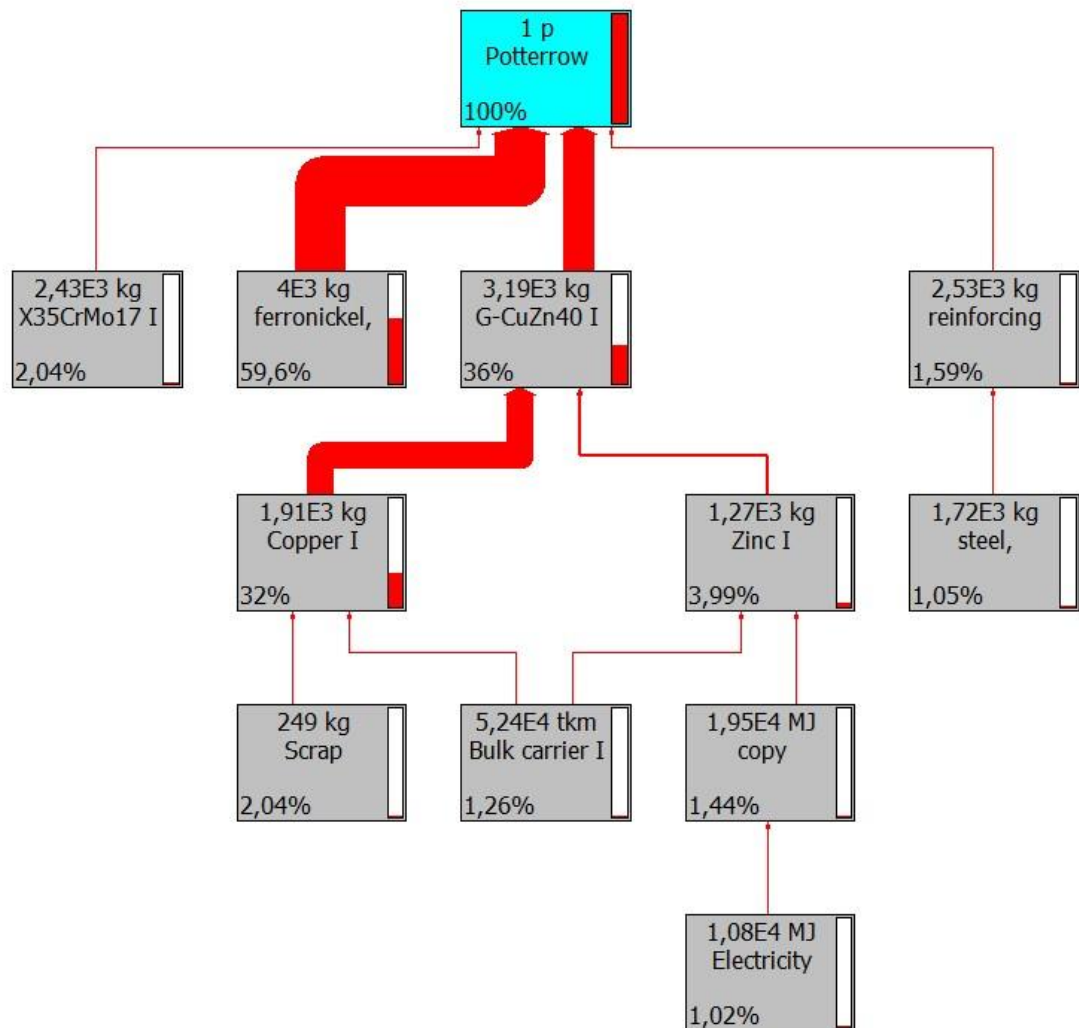 1 p
Potterrow
100%
2,43E3 kg
X35CrMo17 I
2,04%
4E3 kg
ferronickel,
59,6%
3,19E3 kg
G-CuZn40 I
36%
2,53E3 kg
reinforcing
1,59%
1,91E3 kg
Copper I
32%
1,27E3 kg
Zinc I
3,99%
1,72E3 kg
steel,
1,05%
249 kg
Scrap
2,04%
5,24E4 tkm
Bulk carrier I
1,26%
1,95E4 MJ
copy
1,44%
1,08E4 MJ
Electricity
1,02%